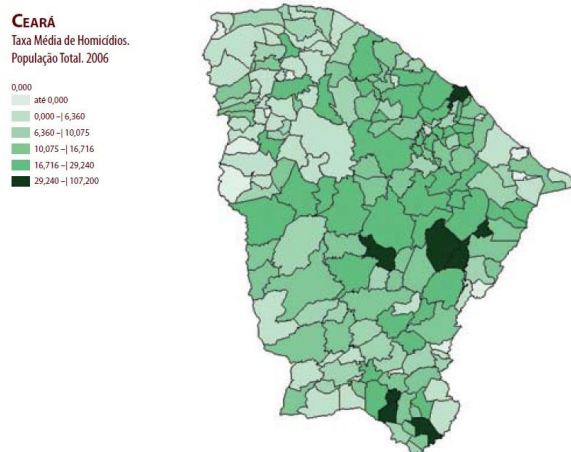 CEARÁ
Taxa Média de Homicídios.
População Total. 2006
0,000
até 0,000
0,000 –| 6,360
6,360 –| 10,075
10,075 –| 16,716
16,716 –| 29,240
29,240 –| 107,200